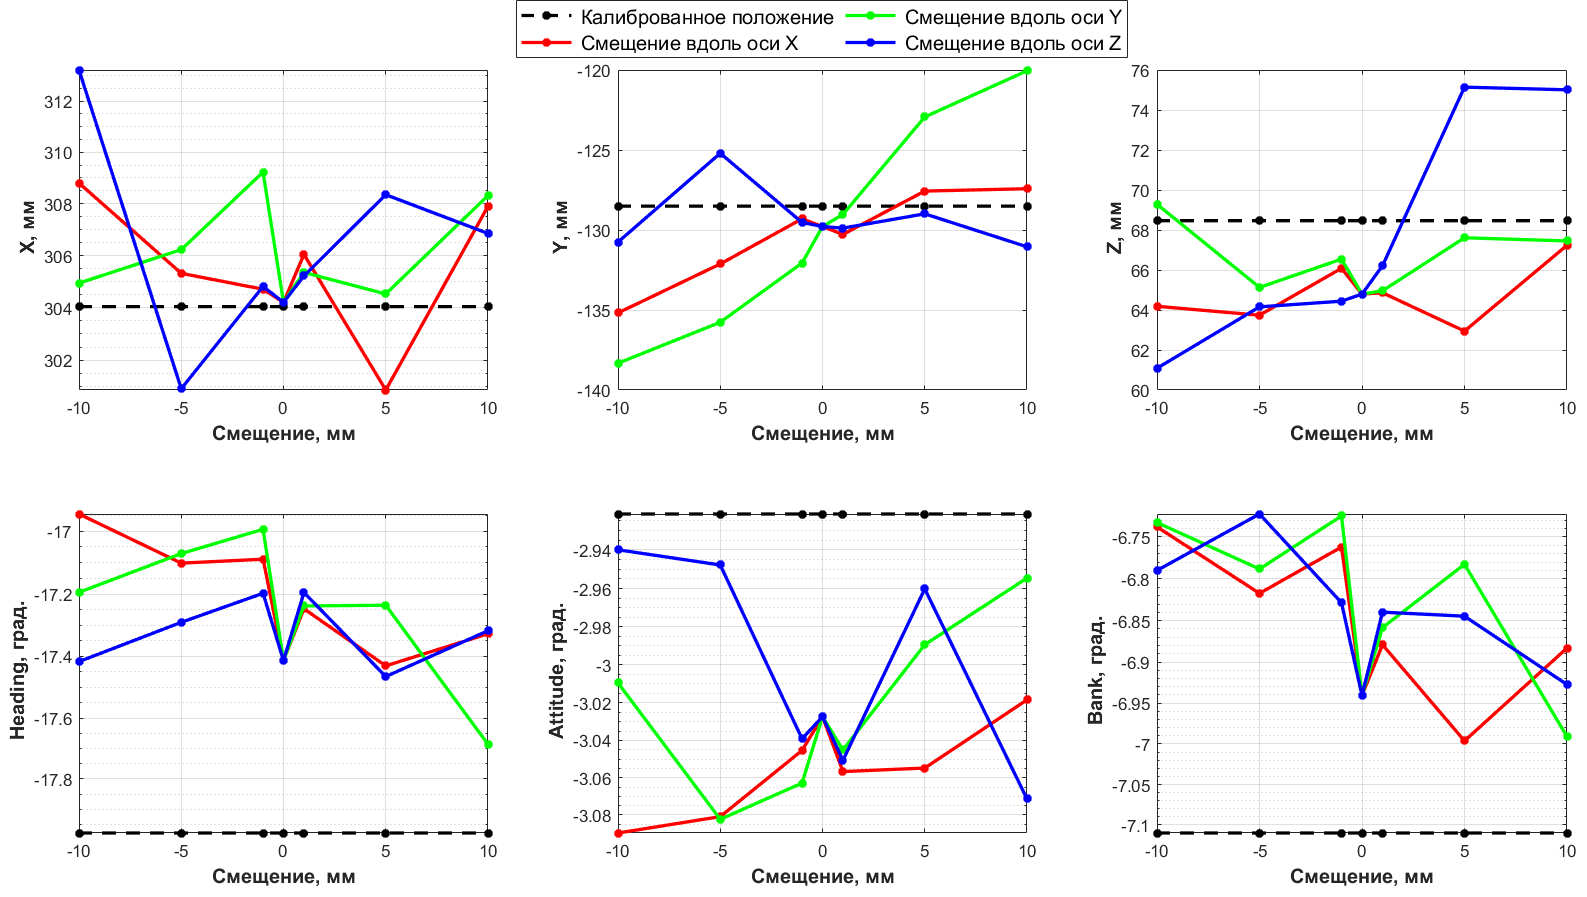 Калиброванное положение
Смещение вдоль оси Y
Смещение вдоль оси X
Смещение вдоль оси Z
X, мм
312
310
308
306
304
302
-10 -5 0 5 10
Смещение, мм
Y, мм
-120
-125
-130
-135
-140
-10 -5 0 5 10
Смещение, мм
Z, мм
76
74
72
70
68
66
64
62
60
-10 -5 0 5 10
Смещение, мм
Heading, град.
-17
-17.2
-17.4
-17.6
-17.8
-10 -5 0 5 10
Смещение, мм
Attitude, град.
-2.94
-2.96
-2.98
-3
-3.02
-3.04
-3.06
-3.08
-10 -5 0 5 10
Смещение, мм
Bank, град.
-6.75
-6.8
-6.85
-6.9
-6.95
-7
-7.05
-7.1
-10 -5 0 5 10
Смещение, мм